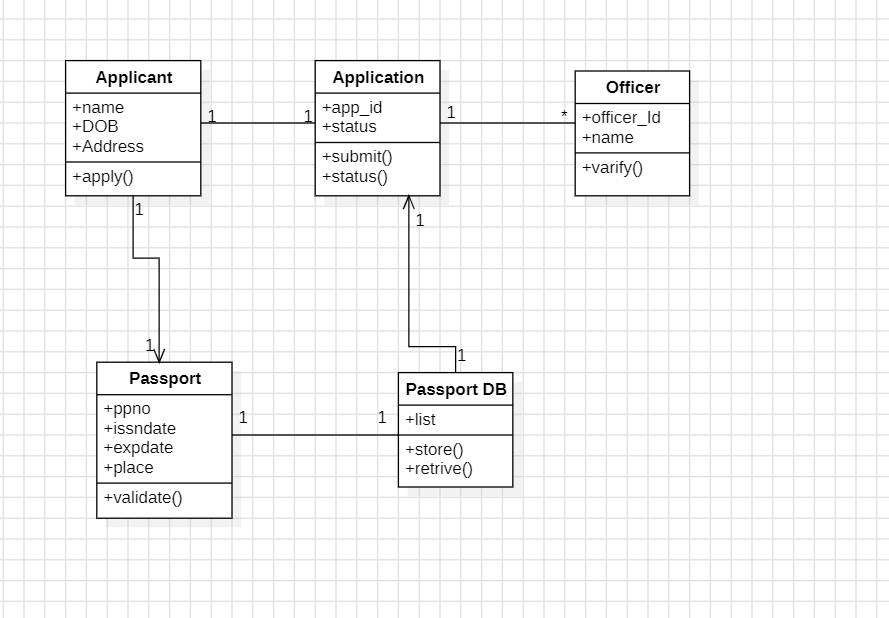 Applicant
+name
+DOB
+Address
+apply()
1
1
Application
+app_id
+status
+submit()
+status()
1
*
Officer
+officer_Id
+name
+varify()
1
1
1
1
Passport
+ppno
+issndate
+expdate
+place
+validate()
1
1
Passport DB
+list
+store()
+retrive()